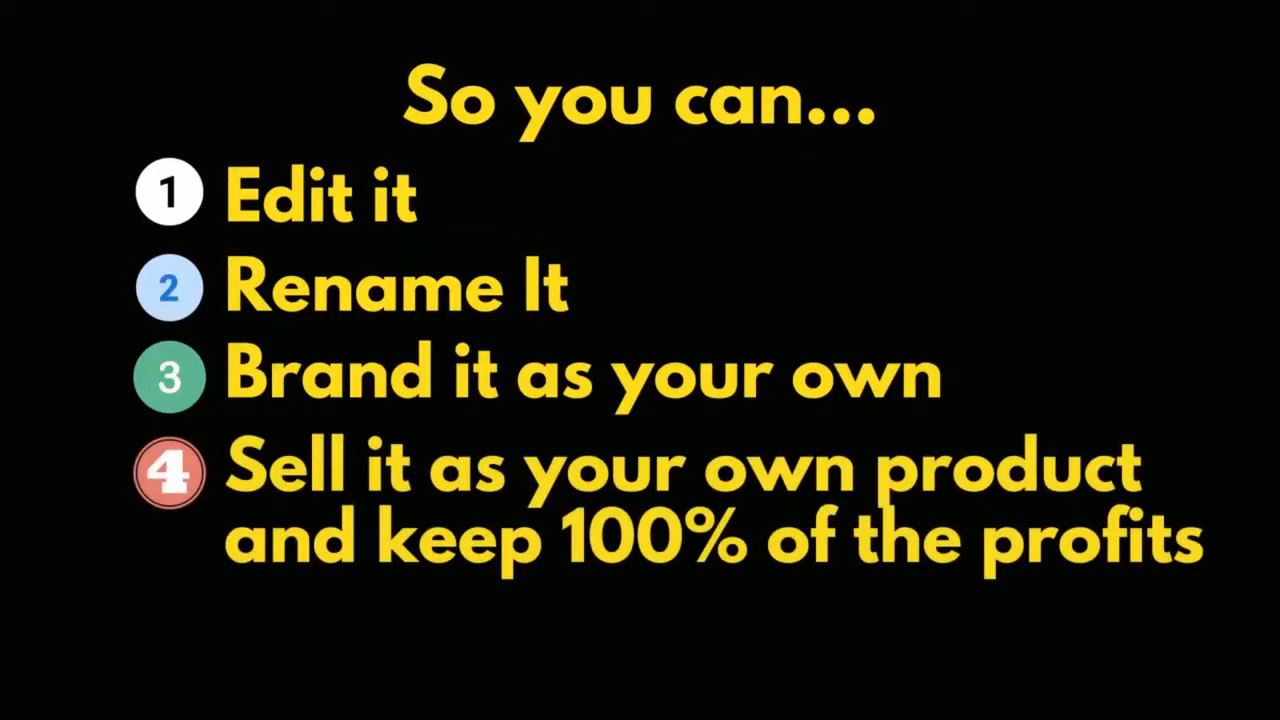 So you can...
1 Edit it
2 Rename It
3 Brand it as your own
4 Sell it as your own product
and keep 100% of the profits